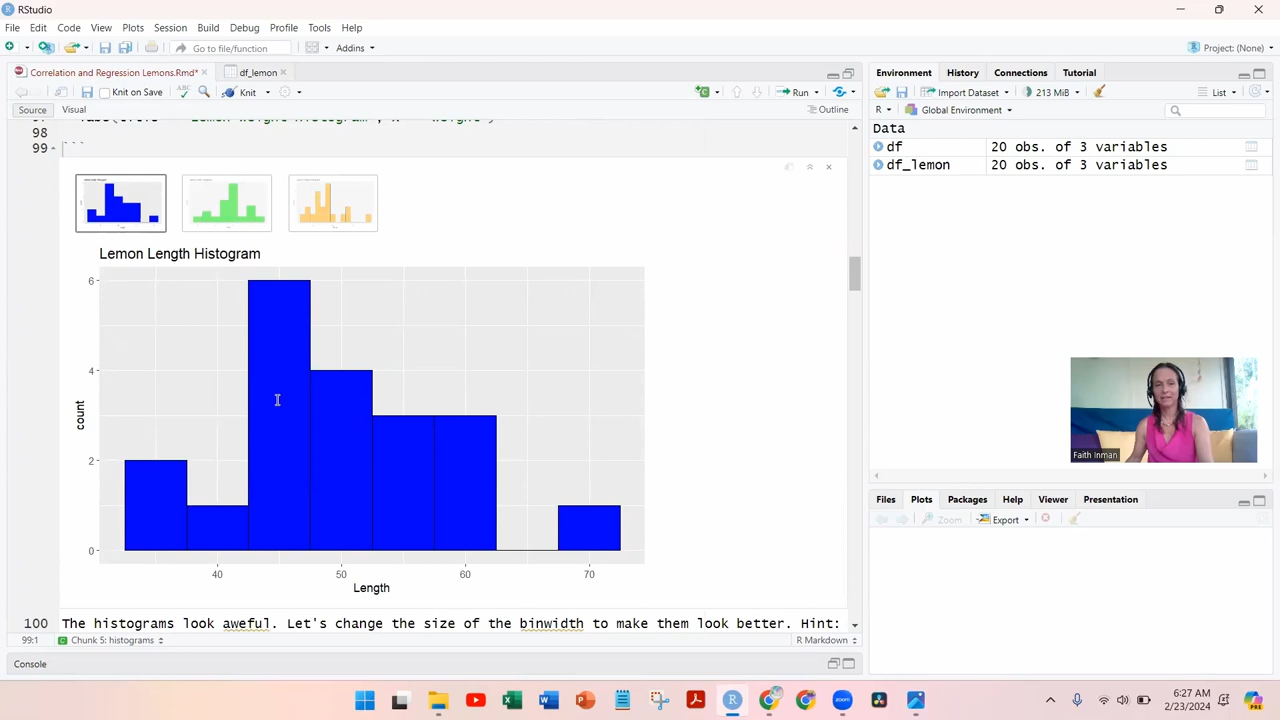 RStudio
File Edit Code View Plots Session Build Debug Profile Tools Help
Go to file/function Addins Project: (None)
Correlation and Regression Lemons.Rmd* df_lemon
Knit on Save Knit Run
Source Visual Outline
98
99 ```
Lemon Length Histogram
6
4
2
0
count
40 50 60 70
Length
100 The histograms look aweful. Let's change the size of the binwidth to make them look better. Hint:
99:1 Chunk 5: histograms R Markdown
Console
Environment History Connections Tutorial
Import Dataset 213 MiB List
R Global Environment
Data
df 20 obs. of 3 variables
df_lemon 20 obs. of 3 variables
Faith Inman
Files Plots Packages Help Viewer Presentation
Zoom Export
zoom
6:27 AM
2/23/2024